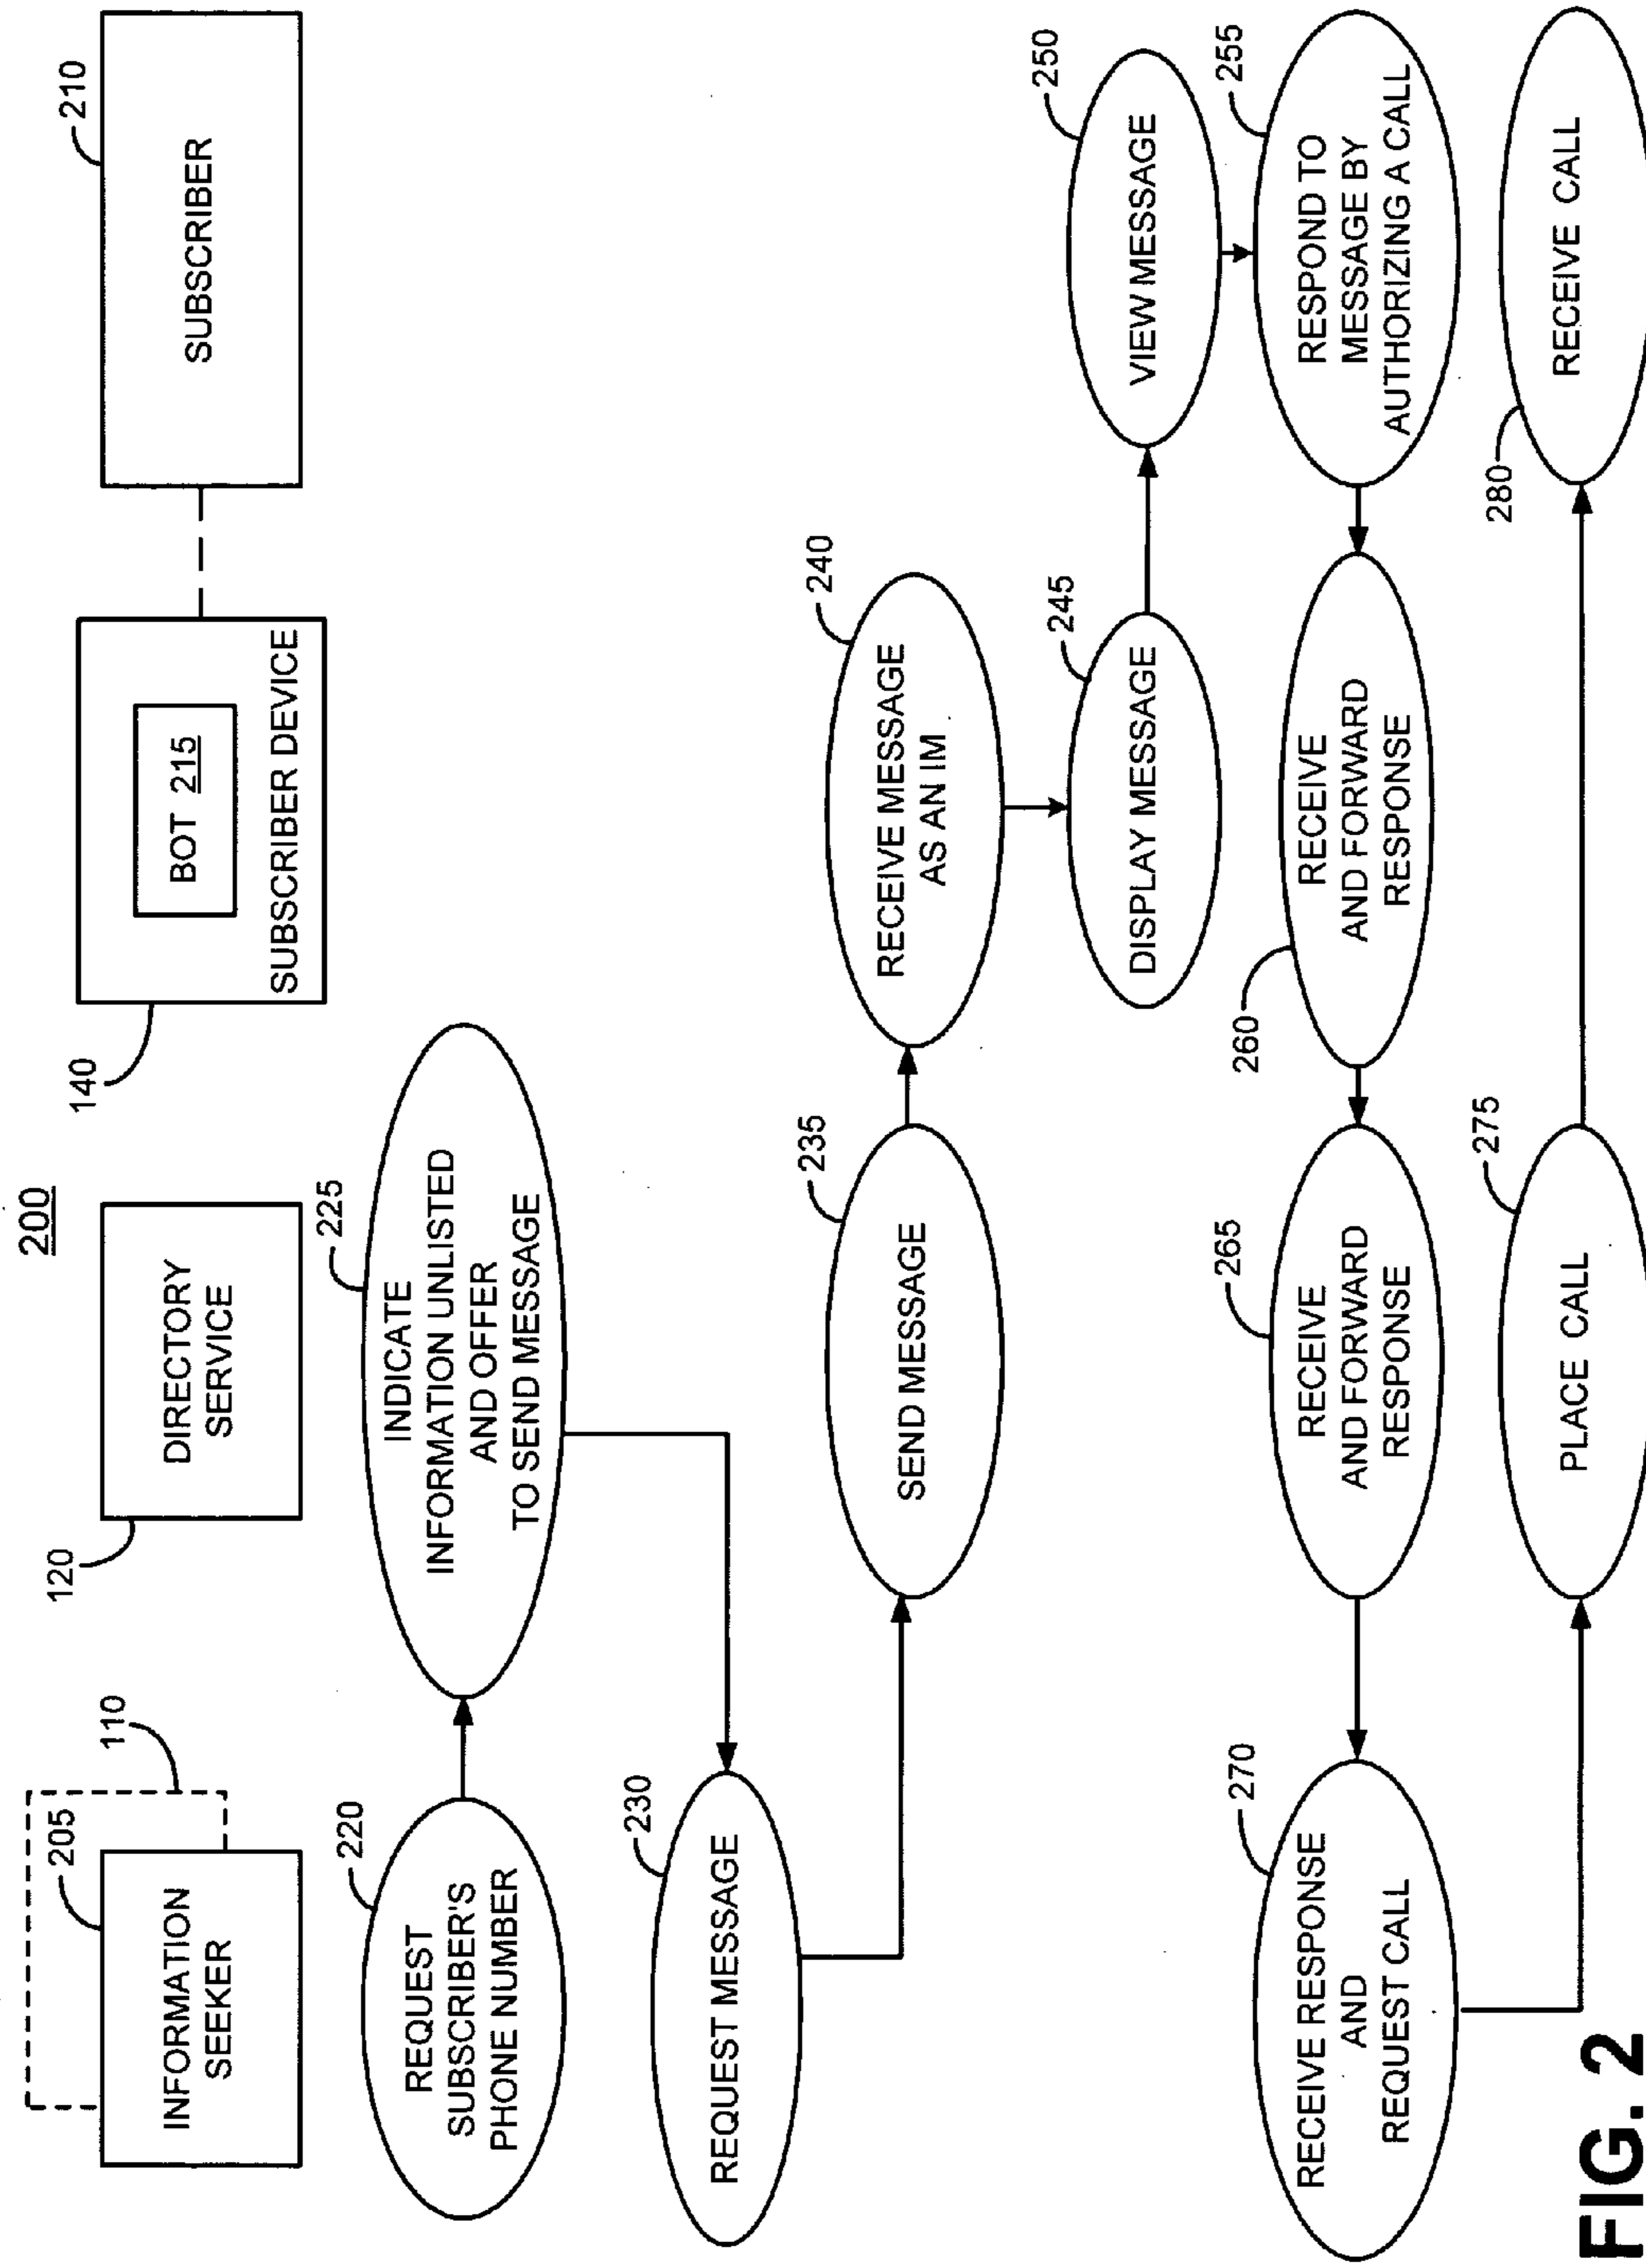 200
110
205
INFORMATION
SEEKER
120
DIRECTORY
SERVICE
140
BOT 215
SUBSCRIBER DEVICE
210
SUBSCRIBER
220
REQUEST
SUBSCRIBER'S
PHONE NUMBER
225
INDICATE
INFORMATION UNLISTED
AND OFFER
TO SEND MESSAGE
230
REQUEST MESSAGE
235
SEND MESSAGE
240
RECEIVE MESSAGE
AS AN IM
245
DISPLAY MESSAGE
250
VIEW MESSAGE
255
RESPOND TO
MESSAGE BY
AUTHORIZING A CALL
260
RECEIVE
AND FORWARD
RESPONSE
265
RECEIVE
AND FORWARD
RESPONSE
270
RECEIVE RESPONSE
AND
REQUEST CALL
275
PLACE CALL
280
RECEIVE CALL
FIG. 2